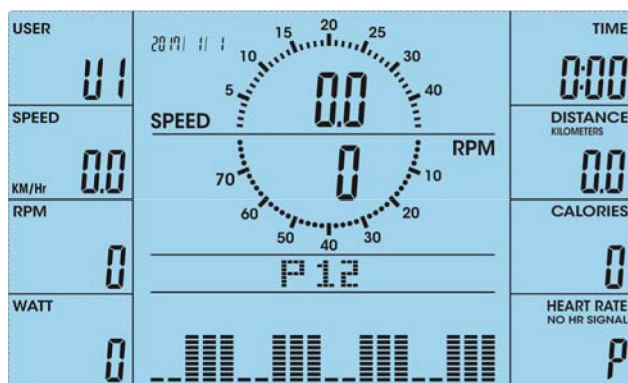 USER
U1
SPEED
KM/Hr 0.0
RPM
0
WATT
0
2017/ 1/ 1
5 10 15 20 25 30 40
0.0
SPEED
RPM
0
70 60 50 40 30 20 10
P12
TIME
0:00
DISTANCE
KILOMETERS
0.0
CALORIES
0
HEART RATE
NO HR SIGNAL
P